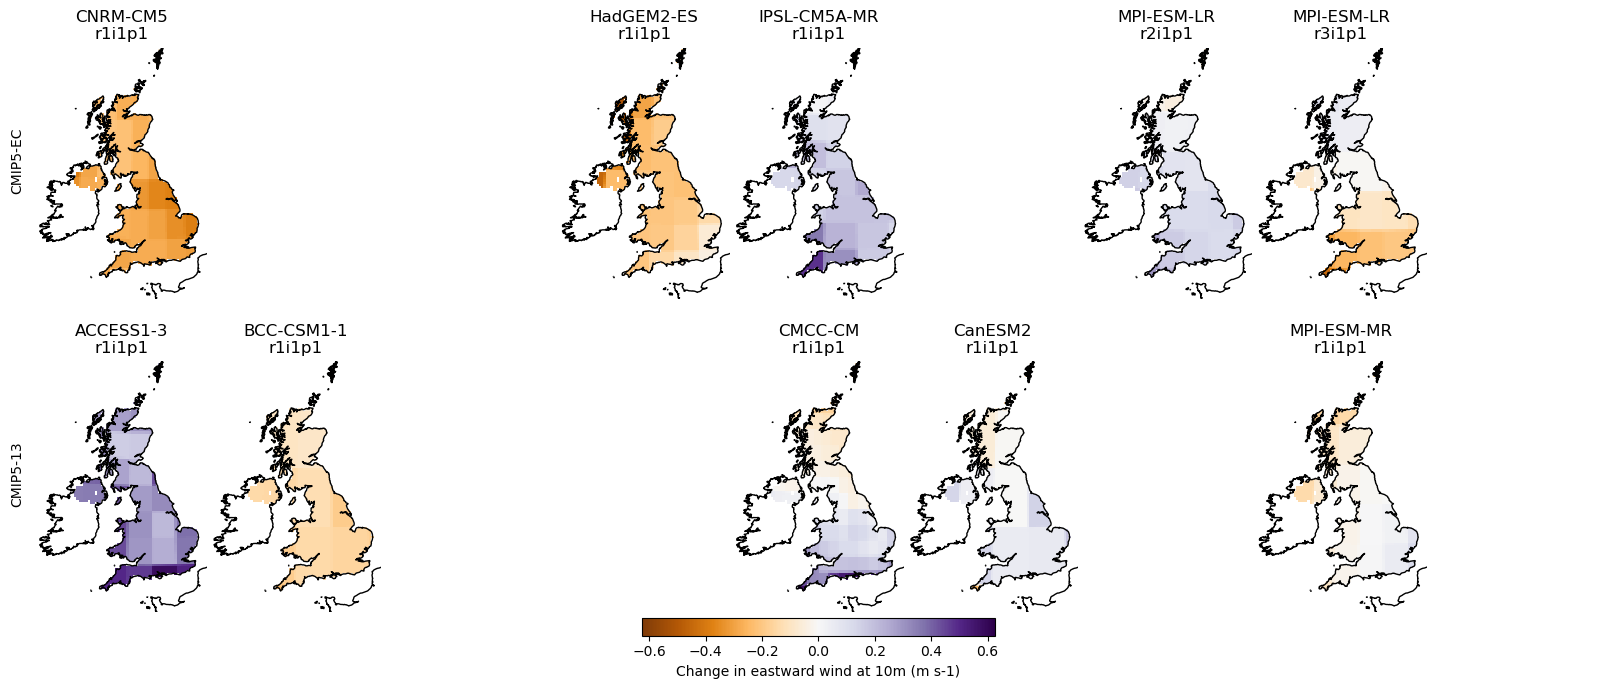 CNRM-CM5
r1i1p1
HadGEM2-ES
r1i1p1
IPSL-CM5A-MR
r1i1p1
MPI-ESM-LR
r2i1p1
MPI-ESM-LR
r3i1p1
CMIP5-EC
ACCESS1-3
r1i1p1
BCC-CSM1-1
r1i1p1
CMCC-CM
r1i1p1
CanESM2
r1i1p1
MPI-ESM-MR
r1i1p1
CMIP5-13
−0.6 −0.4 −0.2 0.0 0.2 0.4 0.6
Change in eastward wind at 10m (m s-1)